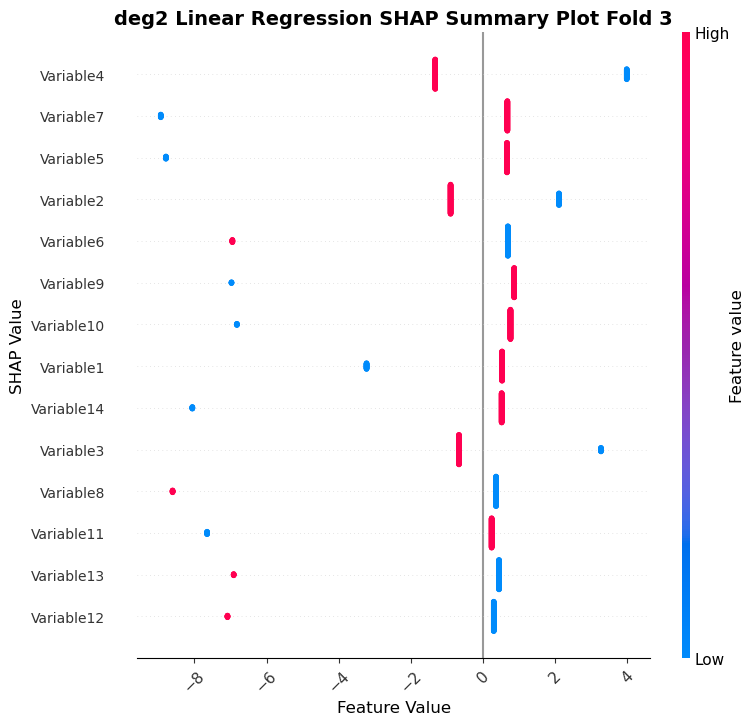 deg2 Linear Regression SHAP Summary Plot Fold 3
High
Variable4
Variable7
Variable5
Variable2
Variable6
Variable9
Variable10
Variable1
Variable14
Variable3
Variable8
Variable11
Variable13
Variable12
SHAP Value
Feature value
Low
−8 −6 −4 −2 0 2 4
Feature Value